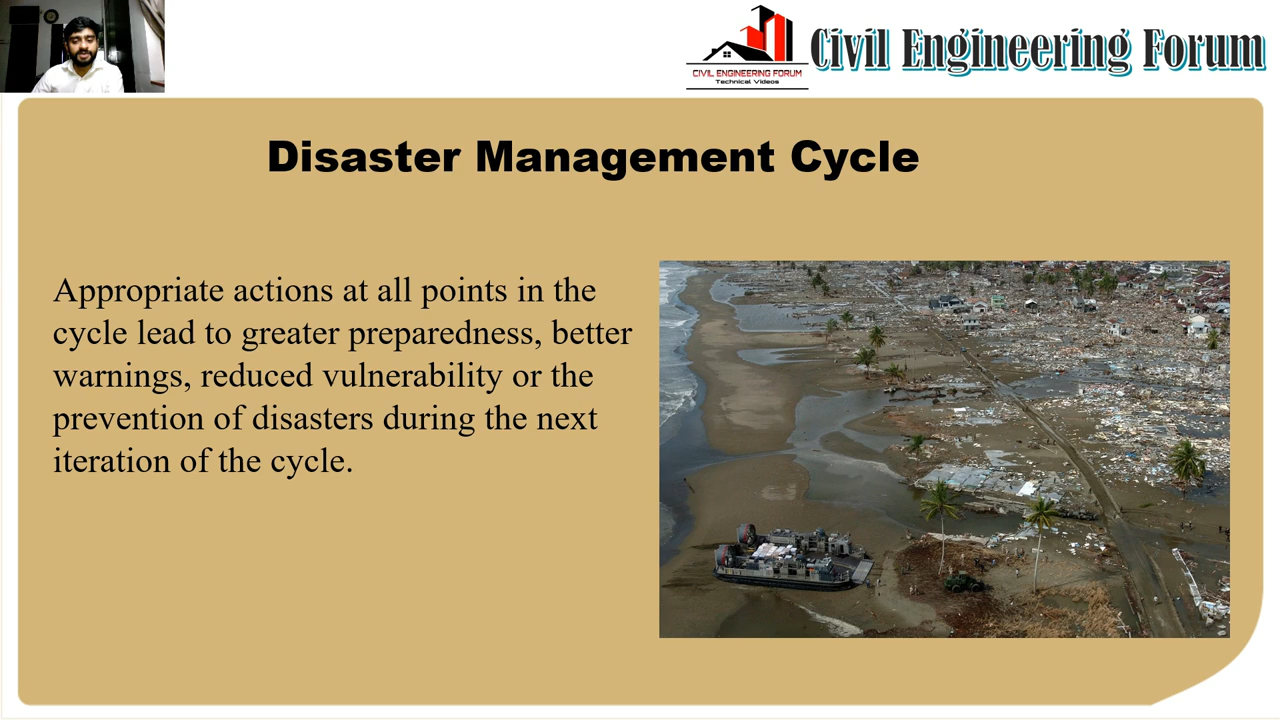 CIVIL ENGINEERING FORUM
Technical Videos
Civil Engineering Forum
Disaster Management Cycle
Appropriate actions at all points in the
cycle lead to greater preparedness, better
warnings, reduced vulnerability or the
prevention of disasters during the next
iteration of the cycle.